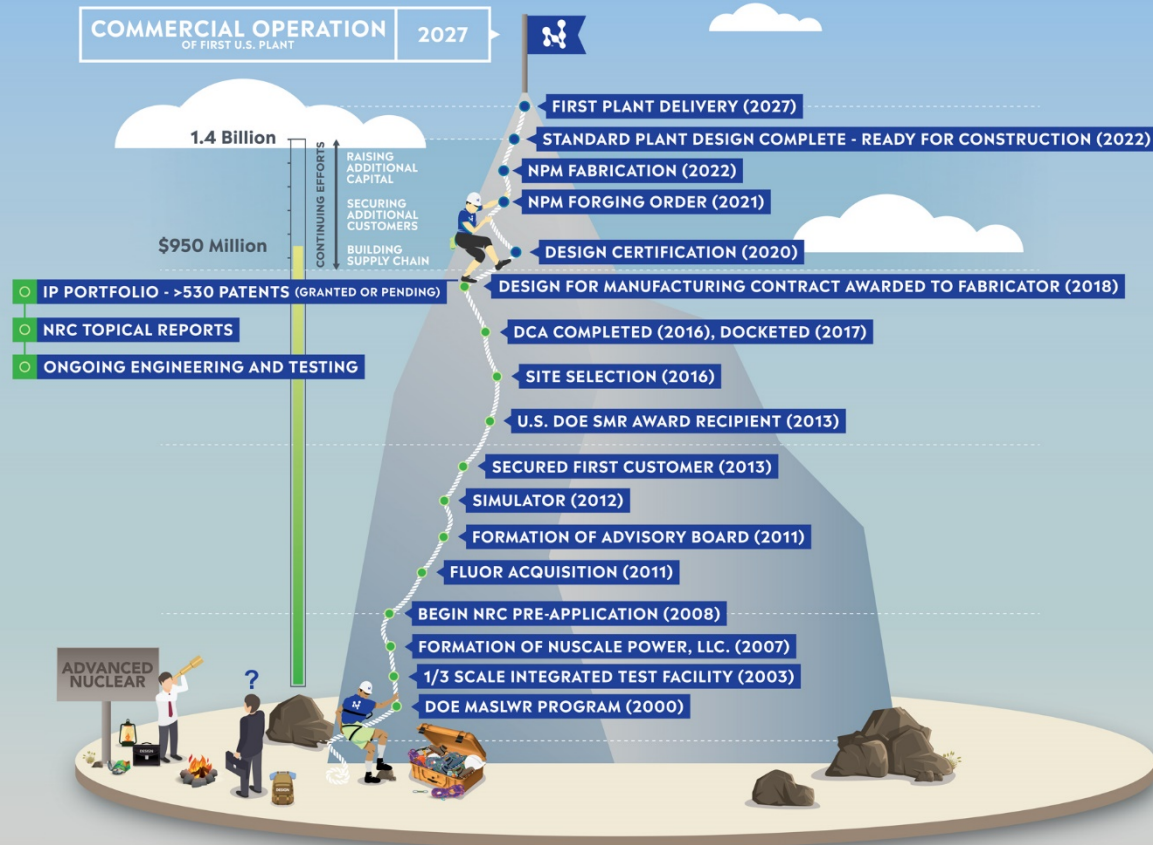 COMMERCIAL OPERATION
OF FIRST U.S. PLANT
2027
FIRST PLANT DELIVERY (2027)
1.4 Billion
STANDARD PLANT DESIGN COMPLETE - READY FOR CONSTRUCTION (2022)
CONTINUING EFFORTS
RAISING
ADDITIONAL
CAPITAL
NPM FABRICATION (2022)
SECURING
ADDITIONAL
CUSTOMERS
NPM FORGING ORDER (2021)
$950 Million
BUILDING
SUPPLY CHAIN
DESIGN CERTIFICATION (2020)
IP PORTFOLIO - >530 PATENTS (GRANTED OR PENDING)
DESIGN FOR MANUFACTURING CONTRACT AWARDED TO FABRICATOR (2018)
NRC TOPICAL REPORTS
DCA COMPLETED (2016), DOCKETED (2017)
ONGOING ENGINEERING AND TESTING
SITE SELECTION (2016)
U.S. DOE SMR AWARD RECIPIENT (2013)
SECURED FIRST CUSTOMER (2013)
SIMULATOR (2012)
FORMATION OF ADVISORY BOARD (2011)
FLUOR ACQUISITION (2011)
BEGIN NRC PRE-APPLICATION (2008)
FORMATION OF NUSCALE POWER, LLC. (2007)
ADVANCED
NUCLEAR
?
1/3 SCALE INTEGRATED TEST FACILITY (2003)
DOE MASLWR PROGRAM (2000)
DESIGN
DESIGN